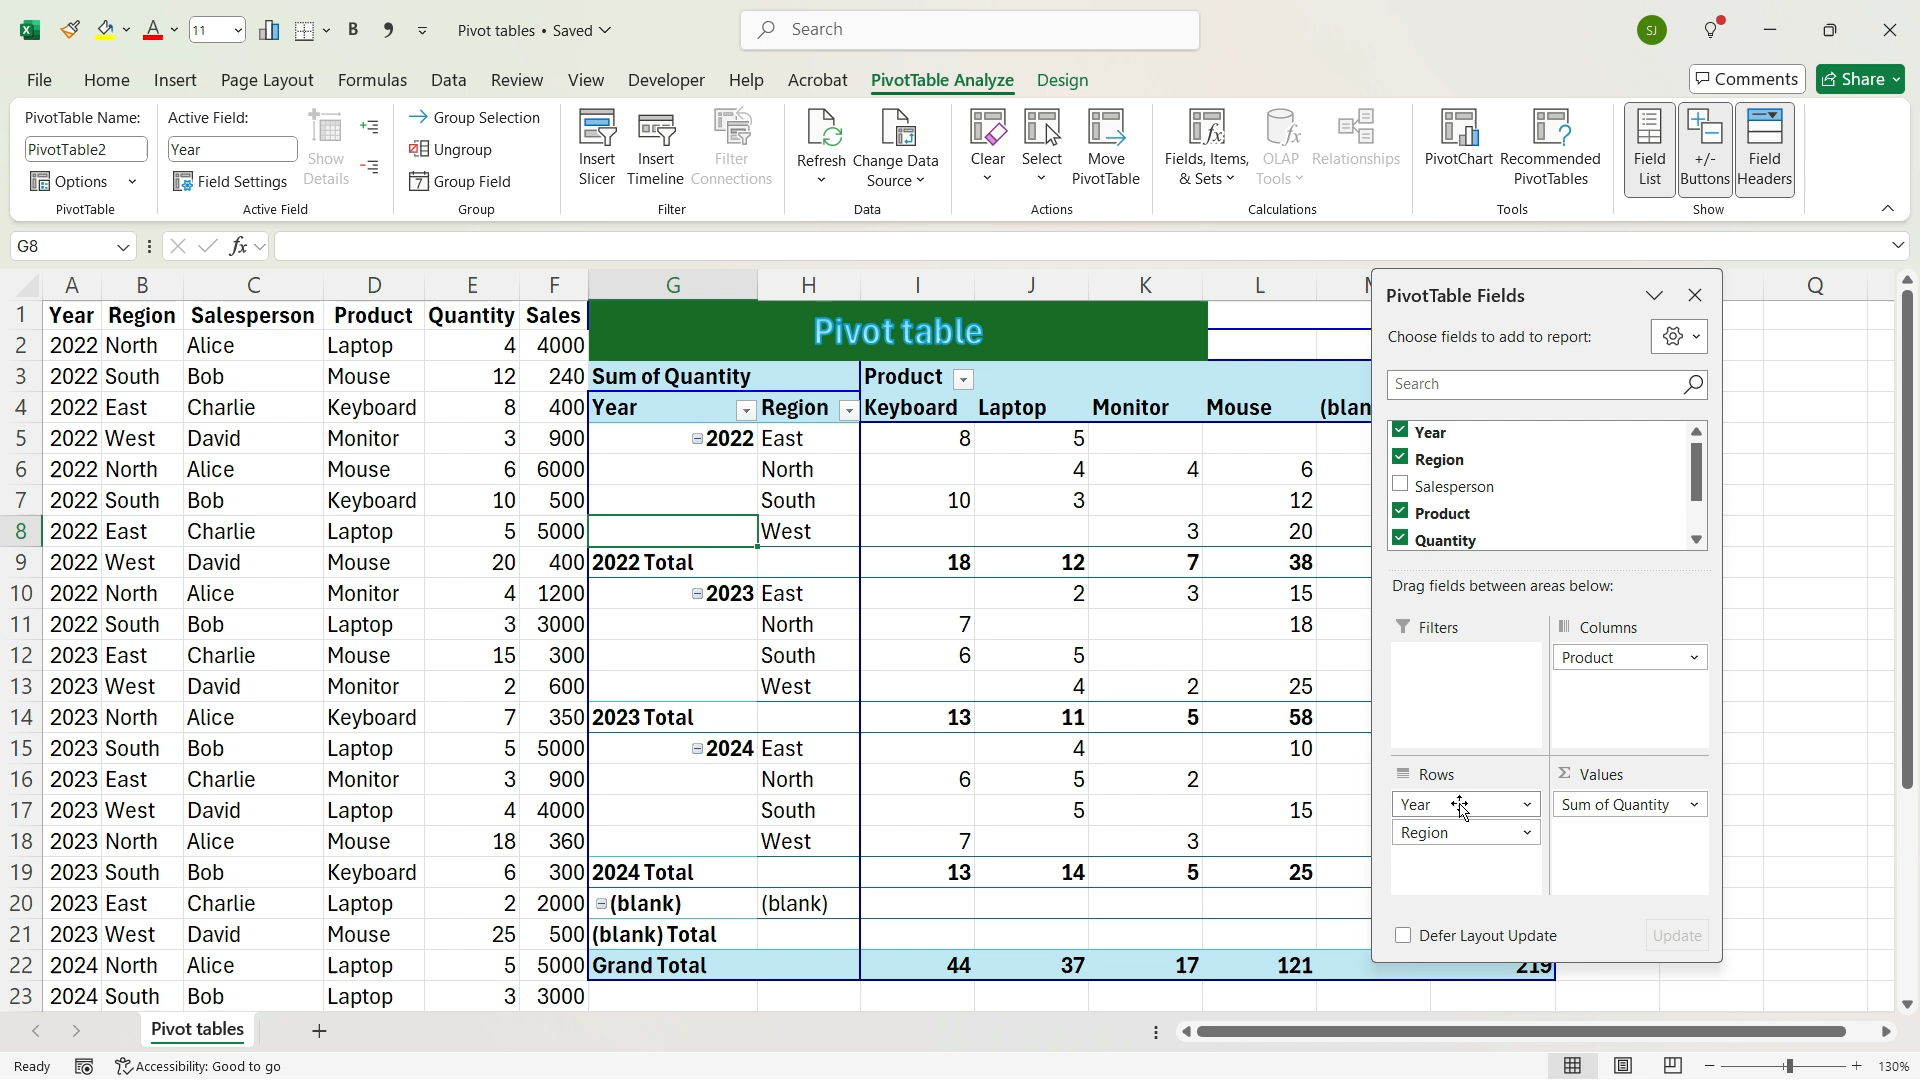 11 B Pivot tables • Saved Search SJ
File Home Insert Page Layout Formulas Data Review View Developer Help Acrobat PivotTable Analyze Design Comments Share
PivotTable Name:
PivotTable2
Options
PivotTable
Active Field:
Year
Field Settings
Show Details
Active Field
Group Selection
Ungroup
Group Field
Group
Insert Slicer
Insert Timeline
Filter Connections
Filter
Refresh
Change Data Source
Data
Clear
Select
Move PivotTable
Actions
Fields, Items, & Sets
OLAP Tools
Relationships
Calculations
PivotChart
Recommended PivotTables
Tools
Field List
+/- Buttons
Field Headers
Show
G8 fx
A B C D E F G H I J K L Q
1 Year Region Salesperson Product Quantity Sales Pivot table
2 2022 North Alice Laptop 4 4000
3 2022 South Bob Mouse 12 240 Sum of Quantity Product
4 2022 East Charlie Keyboard 8 400 Year Region Keyboard Laptop Monitor Mouse (blan
5 2022 West David Monitor 3 900 2022 East 8 5
6 2022 North Alice Mouse 6 6000 North 4 4 6
7 2022 South Bob Keyboard 10 500 South 10 3 12
8 2022 East Charlie Laptop 5 5000 West 3 20
9 2022 West David Mouse 20 400 2022 Total 18 12 7 38
10 2022 North Alice Monitor 4 1200 2023 East 2 3 15
11 2022 South Bob Laptop 3 3000 North 7 18
12 2023 East Charlie Mouse 15 300 South 6 5
13 2023 West David Monitor 2 600 West 4 2 25
14 2023 North Alice Keyboard 7 350 2023 Total 13 11 5 58
15 2023 South Bob Laptop 5 5000 2024 East 4 10
16 2023 East Charlie Monitor 3 900 North 6 5 2
17 2023 West David Laptop 4 4000 South 5 15
18 2023 North Alice Mouse 18 360 West 7 3
19 2023 South Bob Keyboard 6 300 2024 Total 13 14 5 25
20 2023 East Charlie Laptop 2 2000 (blank) (blank)
21 2023 West David Mouse 25 500 (blank) Total
22 2024 North Alice Laptop 5 5000 Grand Total 44 37 17 121 219
23 2024 South Bob Laptop 3 3000
PivotTable Fields
Choose fields to add to report:
Search
Year
Region
Salesperson
Product
Quantity
Drag fields between areas below:
Filters
Columns
Product
Rows
Year
Region
Values
Sum of Quantity
Defer Layout Update Update
Pivot tables
Ready Accessibility: Good to go 130%